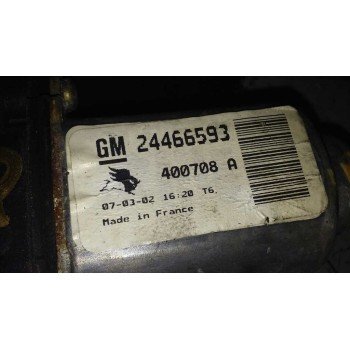 GM 24466593
400708 A
07-03-02 16:20 T6.
Made in France